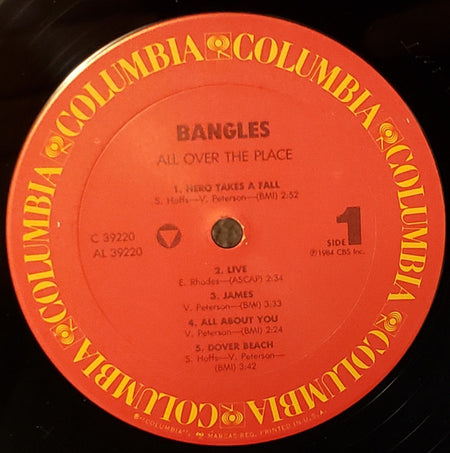 COLUMBIA COLUMBIA COLUMBIA COLUMBIA COLUMBIA COLUMBIA
BANGLES
ALL OVER THE PLACE
1. HERO TAKES A FALL
S. Hoffs—V. Peterson—(BMI) 2:52
C 39220
AL 39220
SIDE 1
℗1984 CBS Inc.
2. LIVE
E. Rhodes—(ASCAP) 2:34
3. JAMES
V. Peterson—(BMI) 3:33
4. ALL ABOUT YOU
V. Peterson—(BMI) 2:24
5. DOVER BEACH
S. Hoffs—V. Peterson—
(BMI) 3:42
"COLUMBIA", MARCAS REG. PRINTED IN U.S.A.